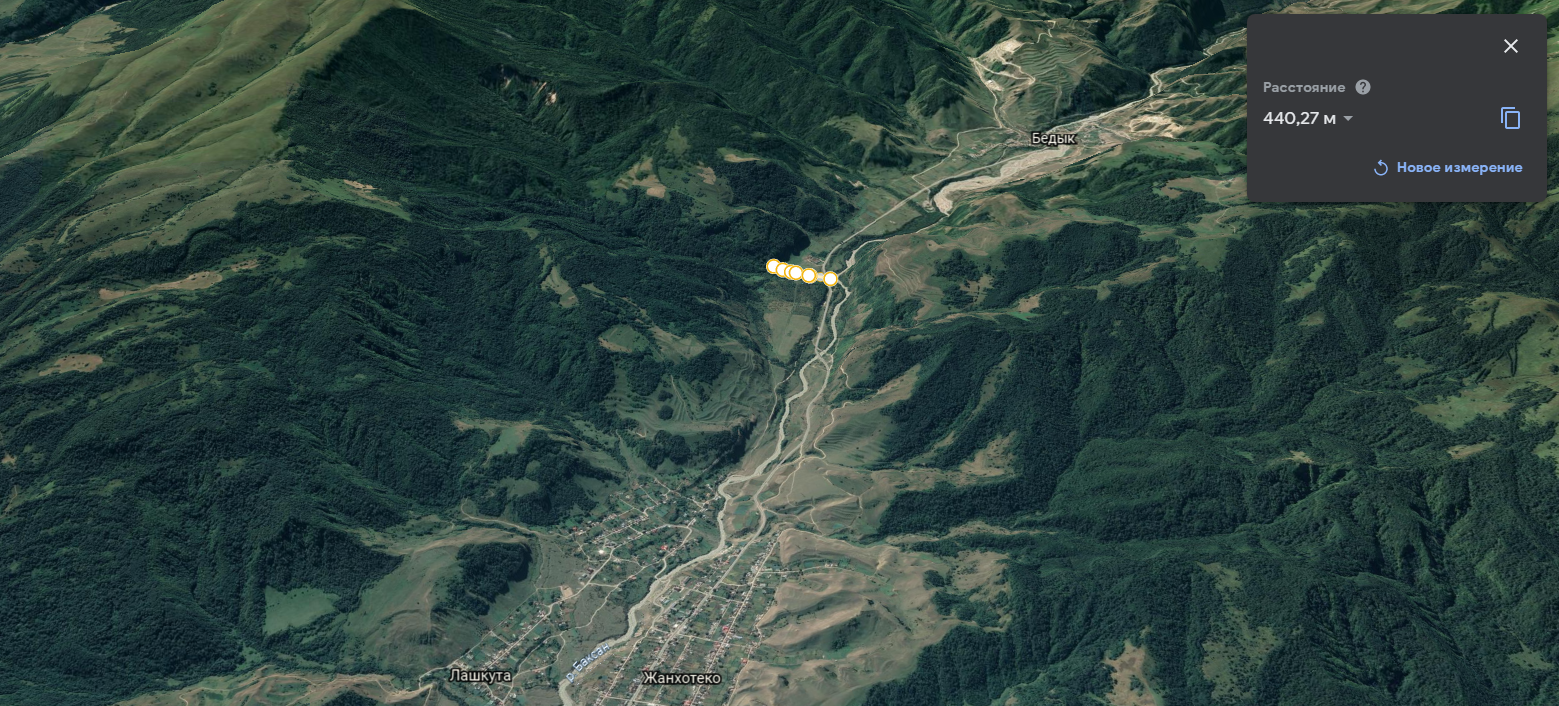 Расстояние
440,27 м
Новое измерение
Бедык
р. Баксан
Лашкута
Жанхотеко